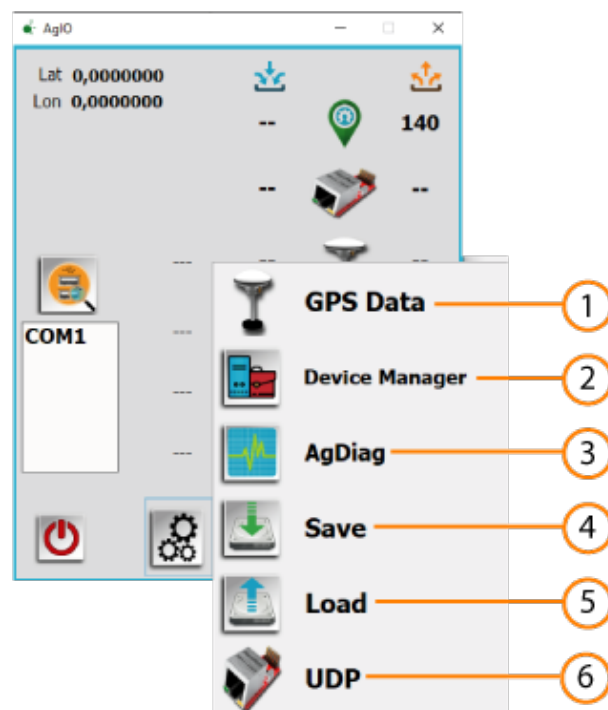 AgIO
Lat 0,0000000
Lon 0,0000000
-- 140
-- --
--- -- --
GPS Data 1
COM1
---
Device Manager 2
---
AgDiag 3
---
Save 4
Load 5
UDP 6